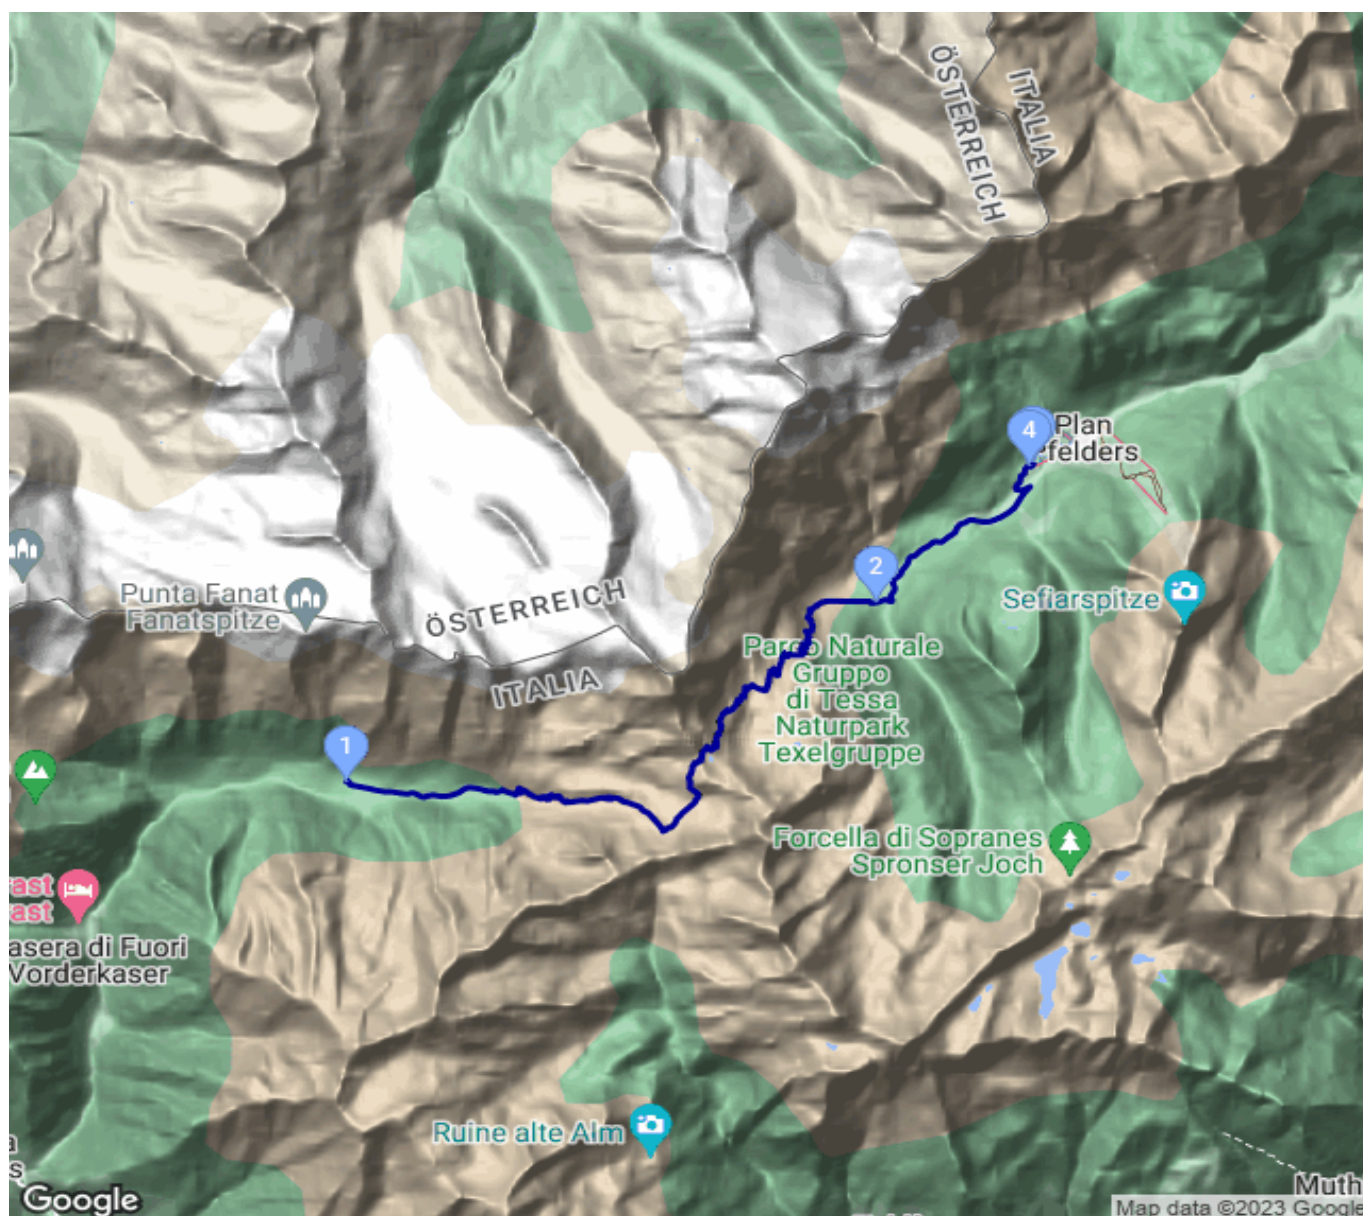 ÖSTERREICH
ITALIA
4
Plan
Pfelders
2
Punta Fanat
Fanatspitze
ÖSTERREICH
ITALIA
Sefiarspitze
Parco Naturale
Gruppo
di Tessa
Naturpark
Texelgruppe
1
Forcella di Sopranes
Spronser Joch
ast
ast
asera di Fuori
Vorderkaser
Ruine alte Alm
a
s
Muth
Google
Map data ©2023 Google